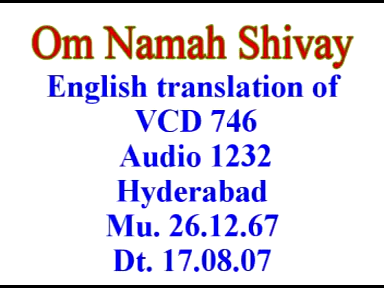 Om Namah Shivay
English translation of
VCD 746
Audio 1232
Hyderabad
Mu. 26.12.67
Dt. 17.08.07